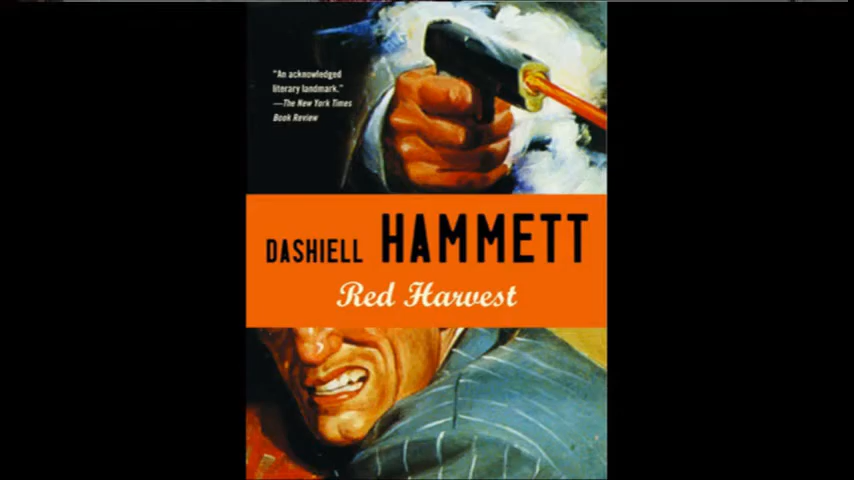 "An acknowledged
literary landmark."
—The New York Times
Book Review
DASHIELL HAMMETT
Red Harvest